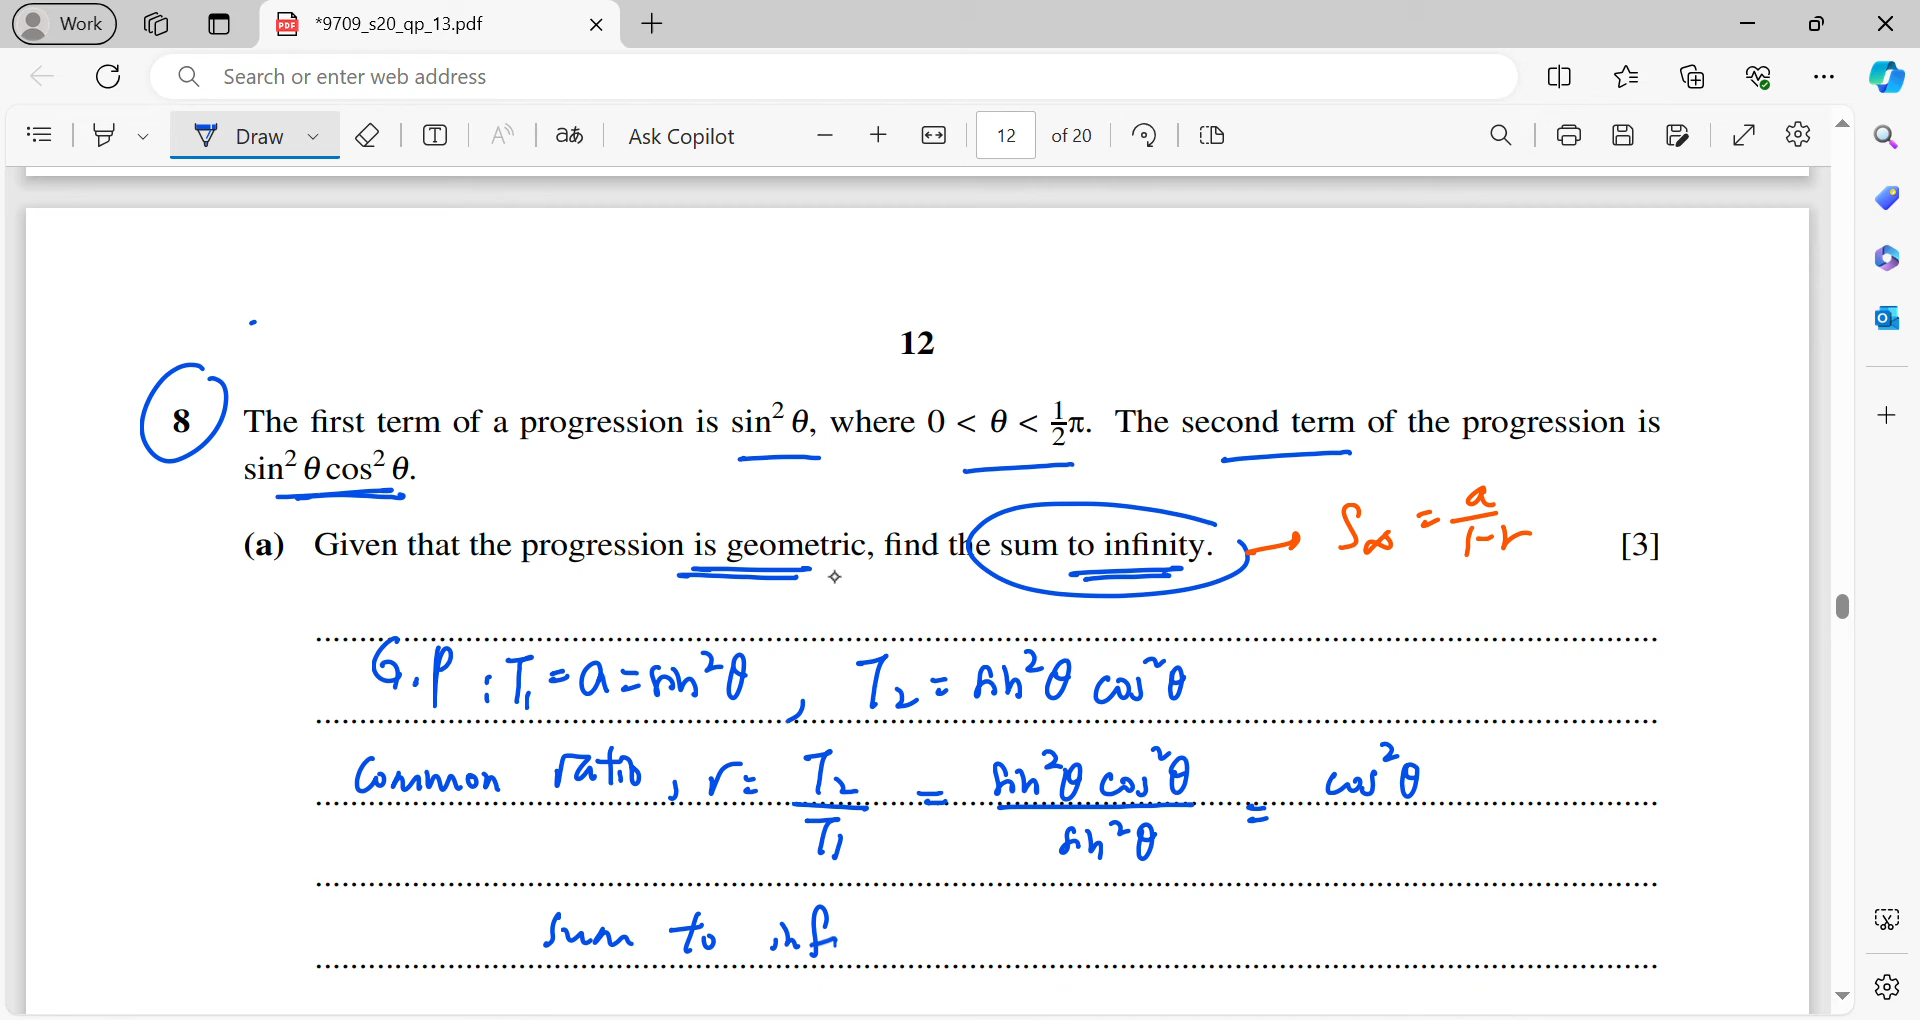 Work
*9709_s20_qp_13.pdf
Search or enter web address
Draw
T
A
aあ
Ask Copilot
12
of 20
12
8 The first term of a progression is sin² θ, where 0 < θ < ½π. The second term of the progression is
sin² θ cos² θ.
(a) Given that the progression is geometric, find the sum to infinity. [3]
S∞ = a/(1-r)
G.P : T₁ = a = sin²θ , T₂ = sin²θ cos²θ
Common ratio, r = T₂/T₁ = sin²θ cos²θ/sin²θ = cos²θ
Sum to inf